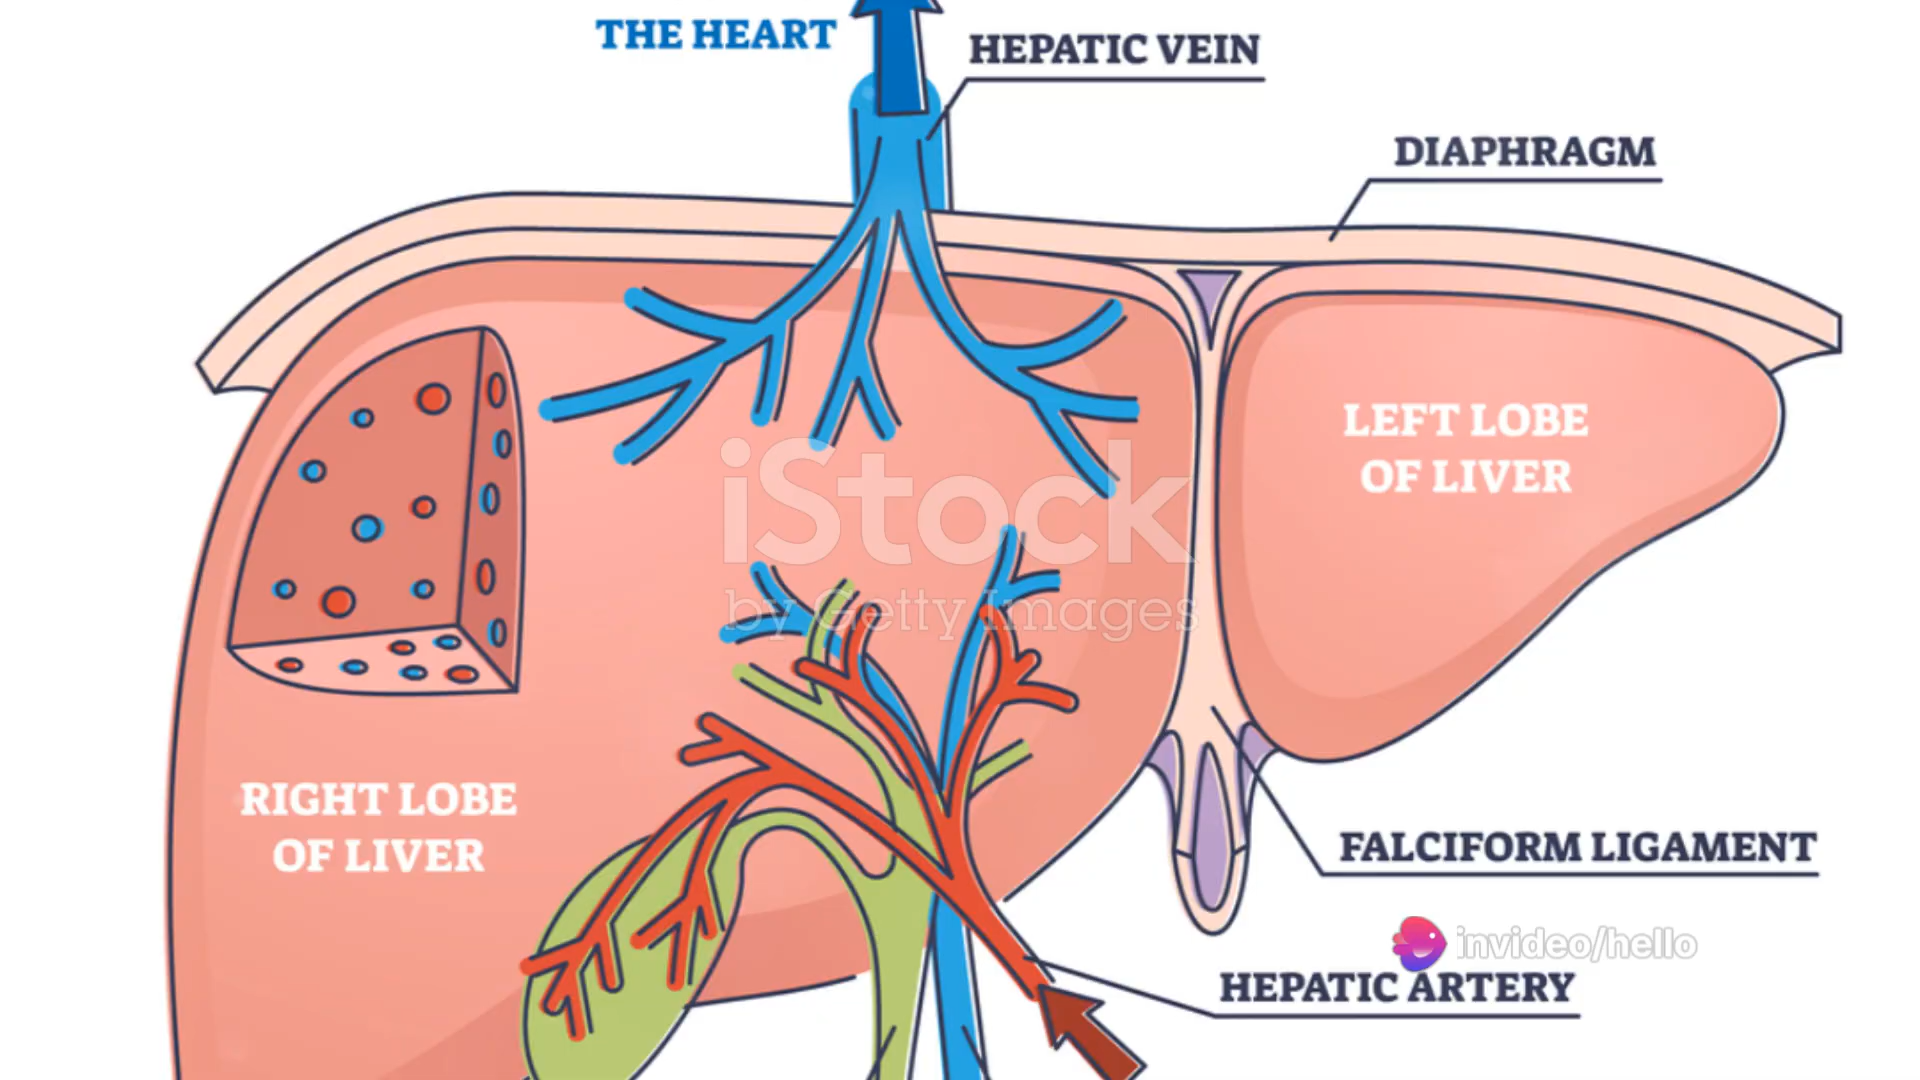 THE HEART
HEPATIC VEIN
DIAPHRAGM
LEFT LOBE
OF LIVER
iStock
by Getty Images
RIGHT LOBE
OF LIVER
FALCIFORM LIGAMENT
invideo/hello
HEPATIC ARTERY